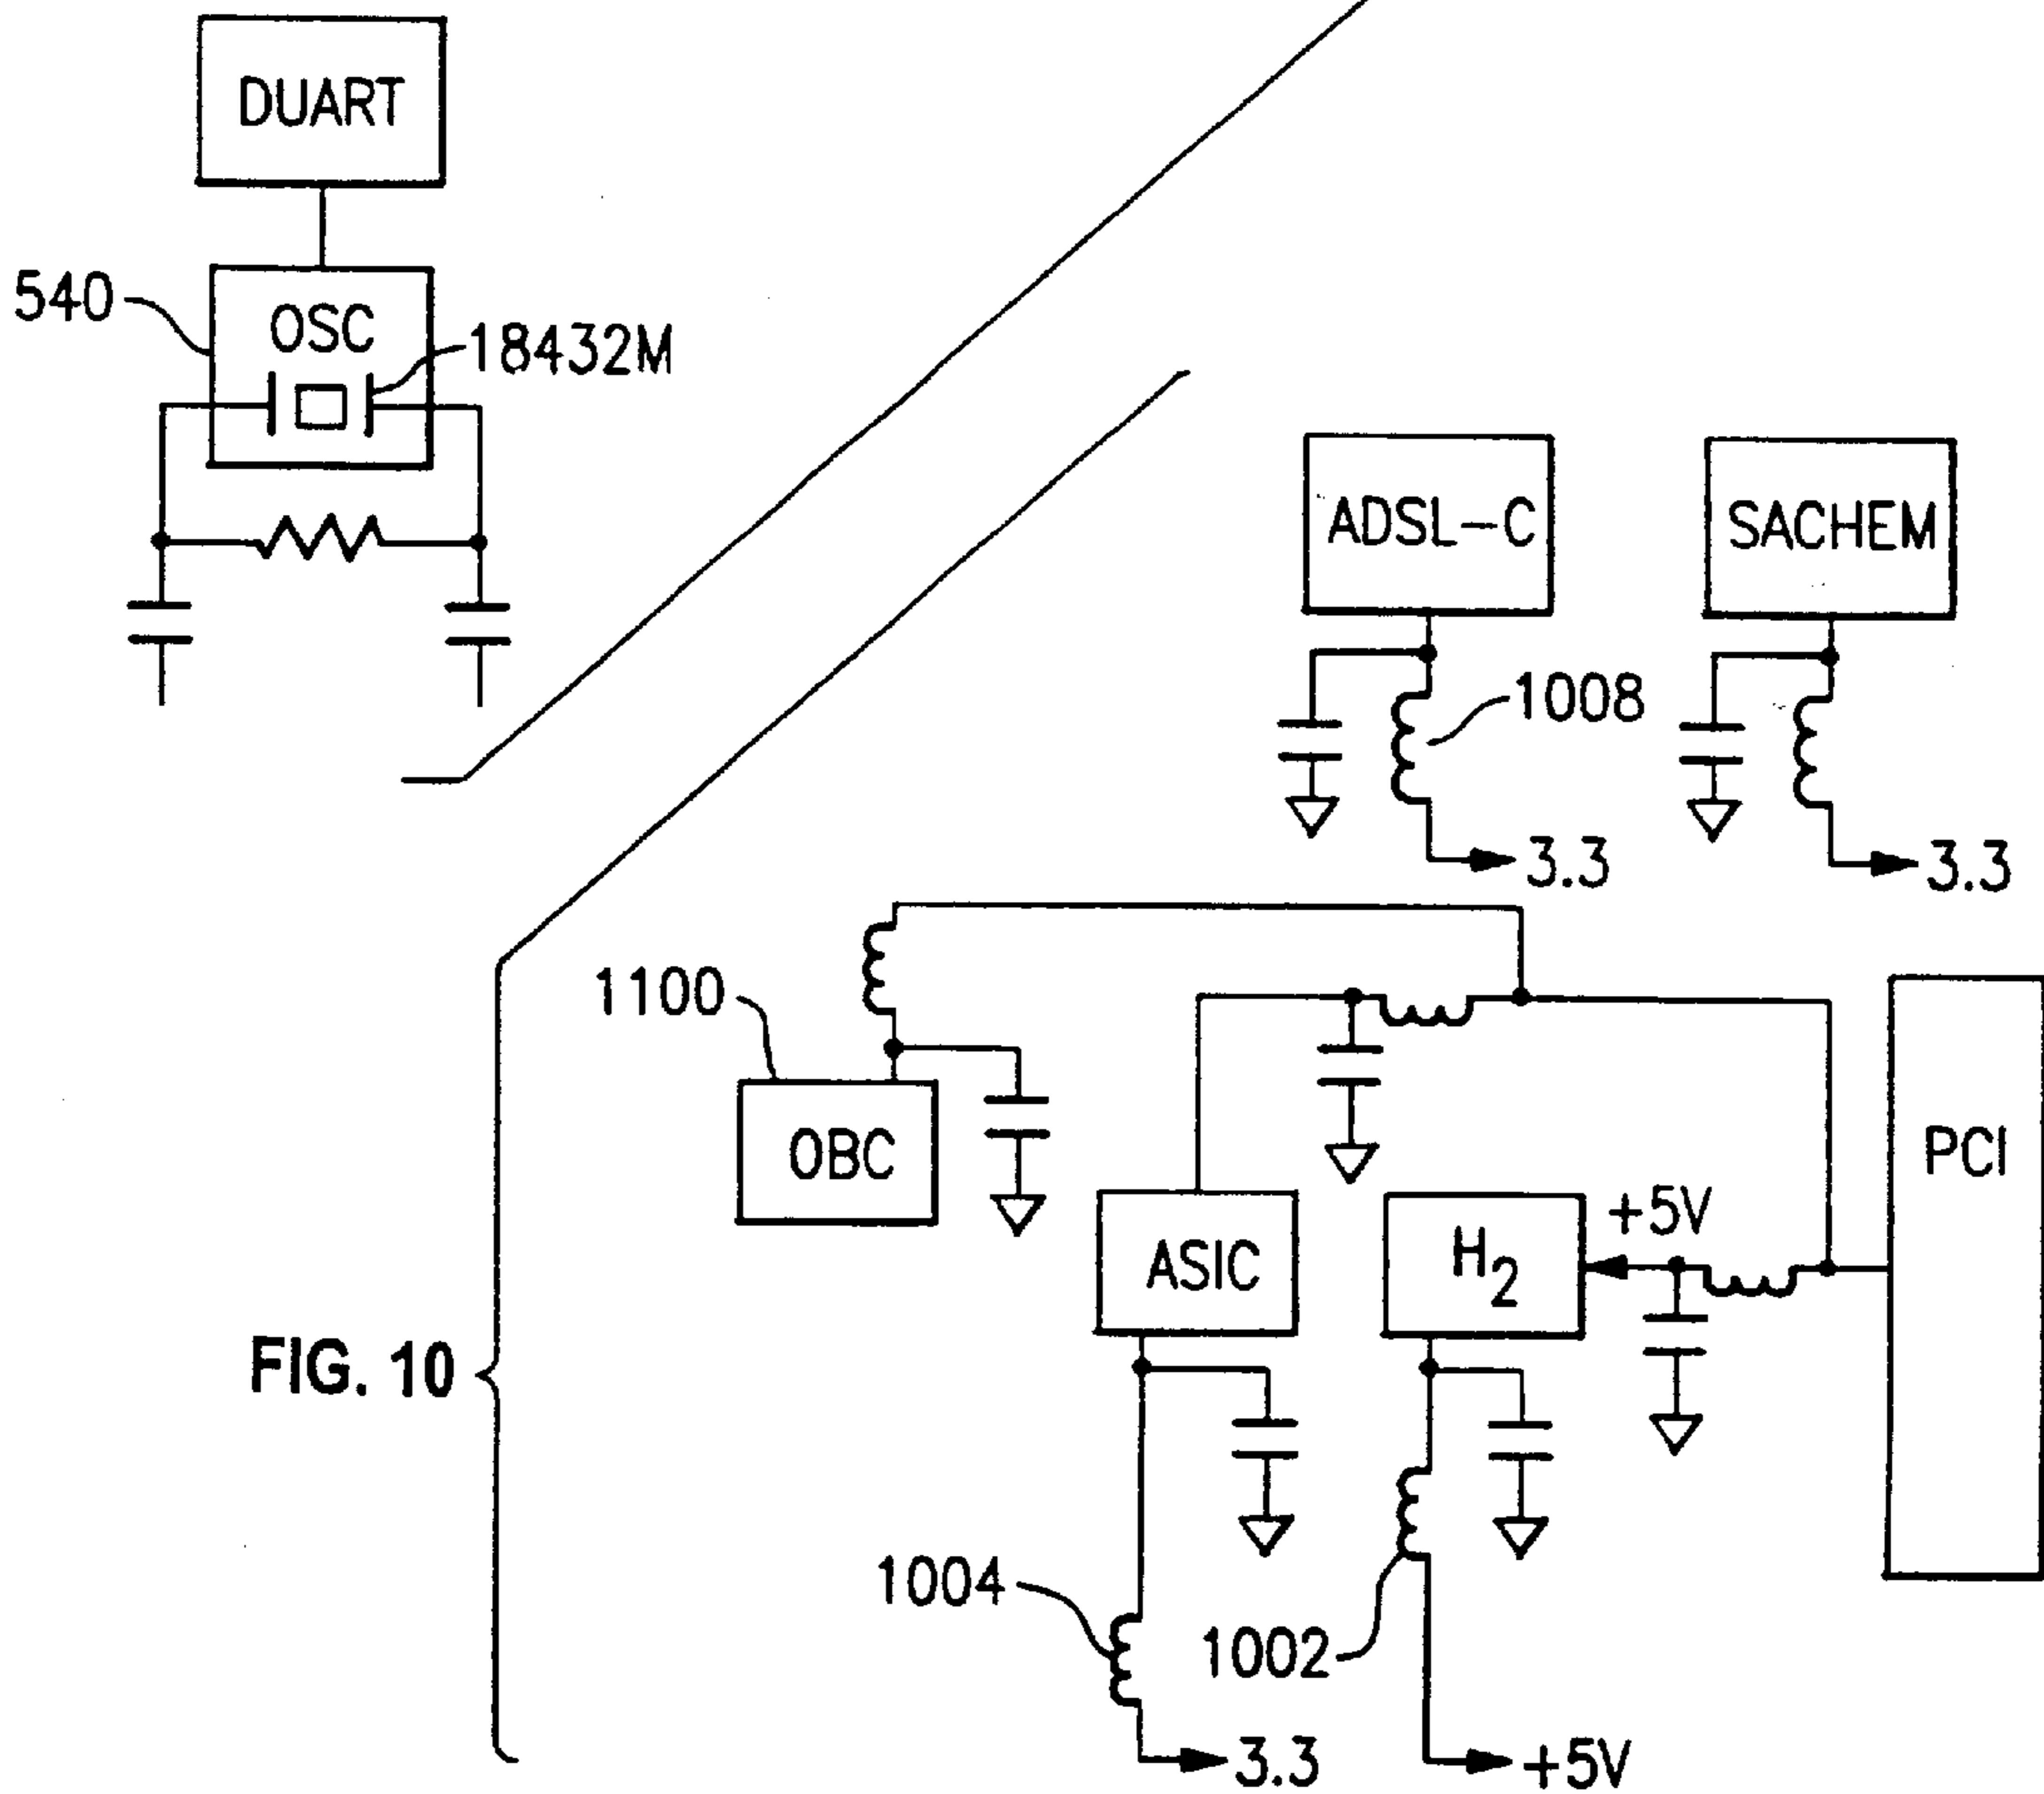 DUART
540
OSC
18432M
ADSL-C
SACHEM
1008
3.3
3.3
1100
OBC
PCI
ASIC
H2
+5V
FIG. 10
1004
1002
3.3
+5V